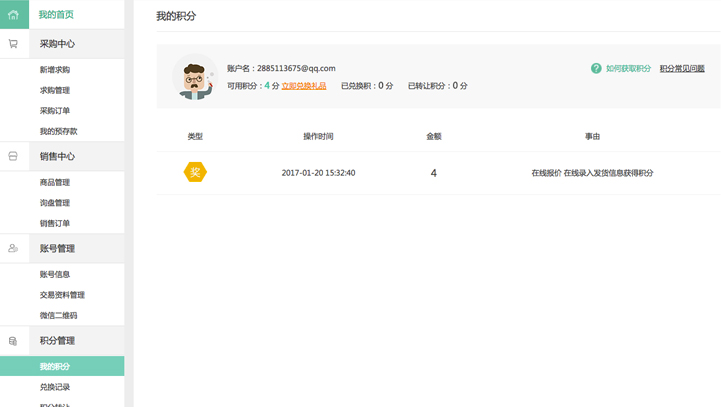 我的首页
采购中心
新增求购
求购管理
采购订单
我的预存款
销售中心
商品管理
询盘管理
销售订单
账号管理
账号信息
交易资料管理
微信二维码
积分管理
我的积分
兑换记录
积分转让
我的积分
账户名：2885113675@qq.com
? 如何获取积分 积分常见问题
可用积分：4 分 立即兑换礼品 已兑换积：0 分 已转让积分：0 分
类型 操作时间 金额 事由
奖 2017-01-20 15:32:40 4 在线报价 在线录入发货信息获得积分